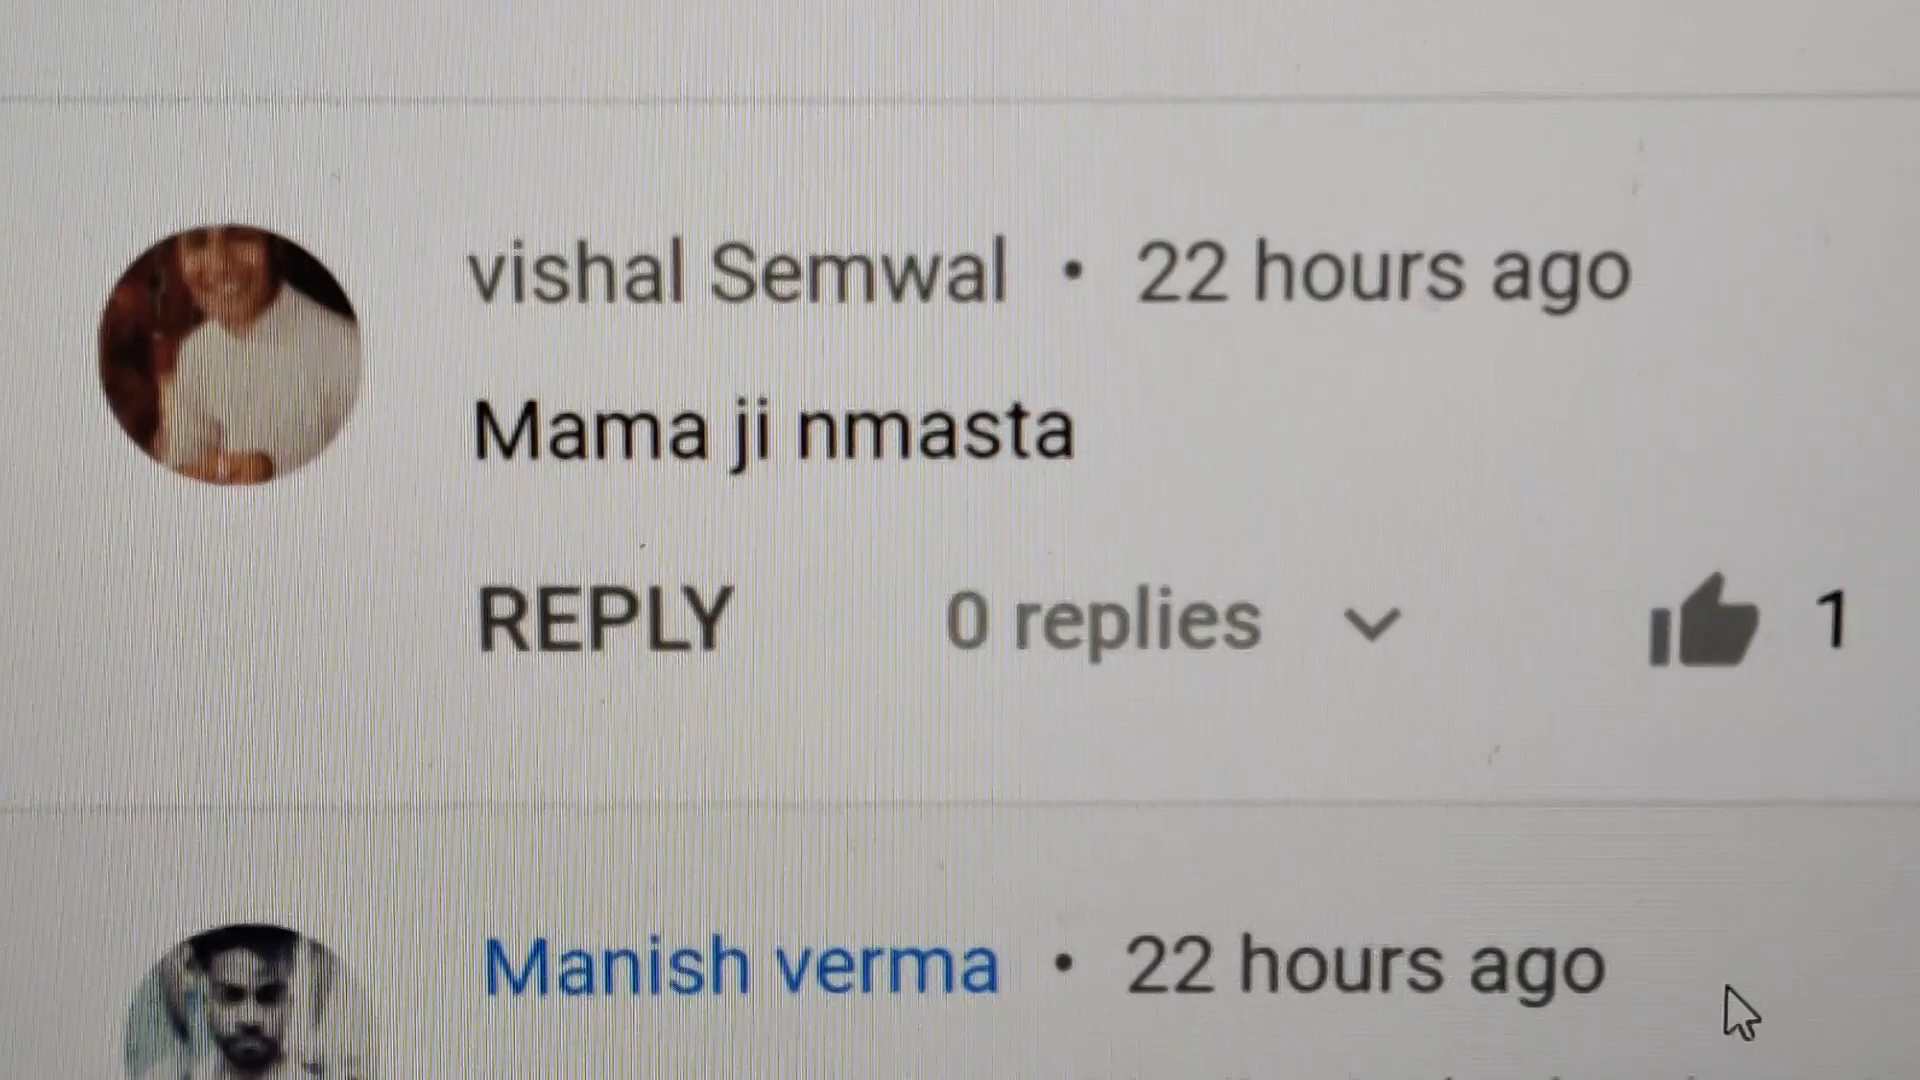 vishal Semwal • 22 hours ago
Mama ji nmasta
REPLY 0 replies 1
Manish verma • 22 hours ago